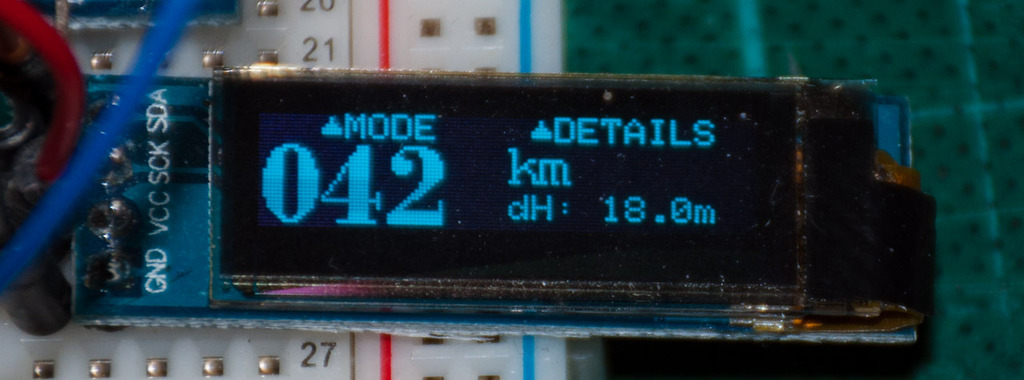 20
21
GND VCC SCK SDA
▲MODE ▲DETAILS
042 km
dH: 18.0m
27